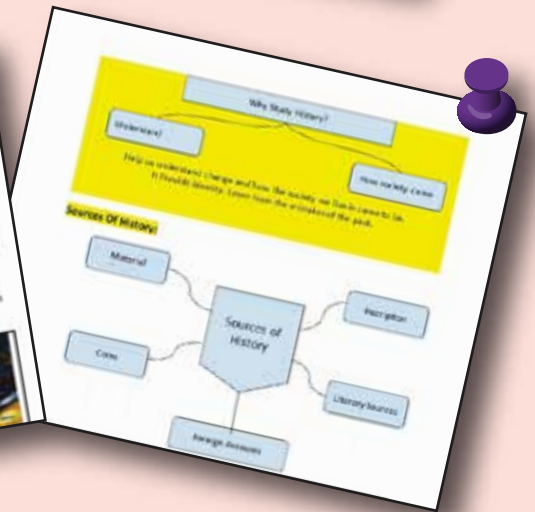 Why Study History?
Understand
How society came
Help us understand change and how the society we live in came to be.
It Provide identity. Learn from the mistakes of the past.
Sources Of History:
Material
Inscription
Sources of
History
Coins
Literary Sources
Foreign Accounts